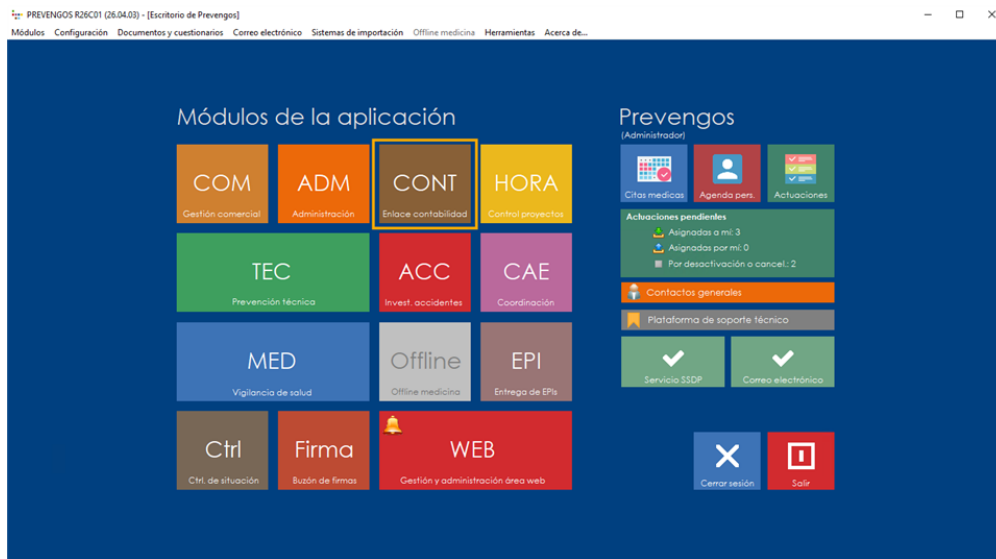 PREVENGOS R26C01 (26.04.03) - [Escritorio de Prevengos]
Módulos Configuración Documentos y cuestionarios Correo electrónico Sistemas de importación Offline medicina Herramientas Acerca de...
Módulos de la aplicación
COM
Gestión comercial
ADM
Administración
CONT
Enlace contabilidad
HORA
Control proyectos
TEC
Prevención técnica
ACC
Invest. accidentes
CAE
Coordinación
MED
Vigilancia de salud
Offline
Offline medicina
EPI
Entrega de EPIs
Ctrl
Ctrl. de situación
Firma
Buzón de firmas
WEB
Gestión y administración área web
Prevengos
(Administrador)
Citas medicas
Agenda pers.
Actuaciones
Actuaciones pendientes
Asignadas a mí: 3
Asignadas por mí: 0
Por desactivación o cancel.: 2
Contactos generales
Plataforma de soporte técnico
Servicio SSDP
Correo electrónico
Cerrar sesión
Salir